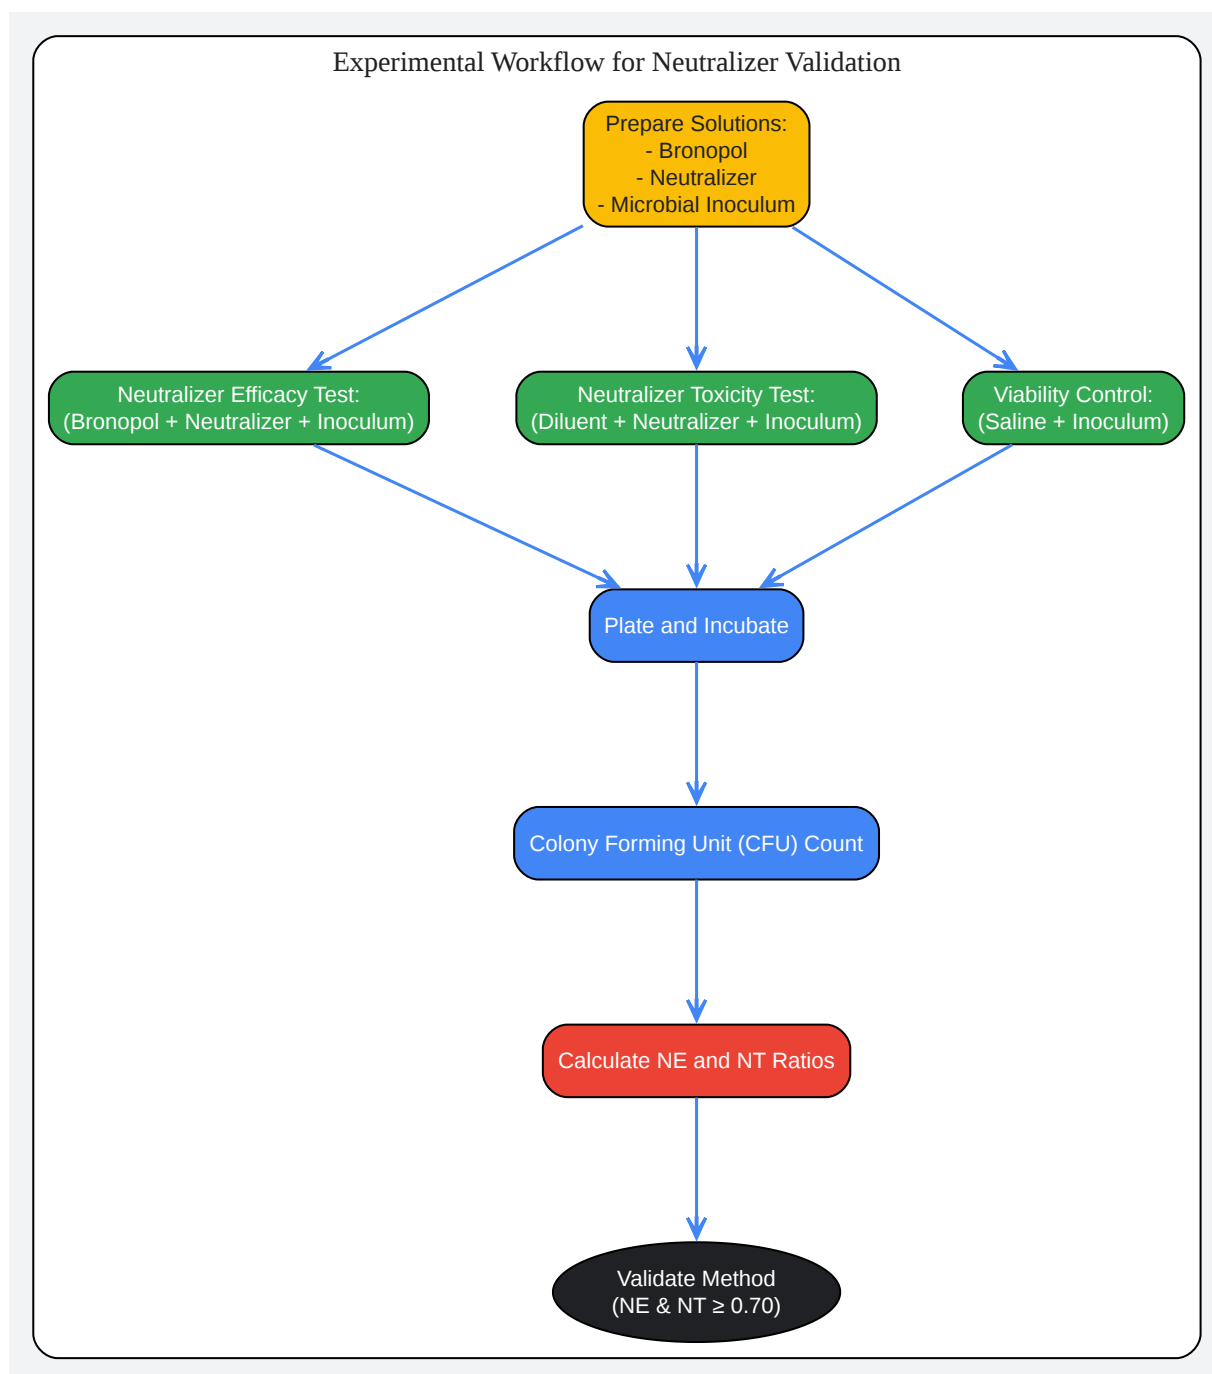 Experimental Workflow for Neutralizer Validation
Prepare Solutions:
- Bronopol
- Neutralizer
- Microbial Inoculum
Neutralizer Efficacy Test:
(Bronopol + Neutralizer + Inoculum)
Neutralizer Toxicity Test:
(Diluent + Neutralizer + Inoculum)
Viability Control:
(Saline + Inoculum)
Plate and Incubate
Colony Forming Unit (CFU) Count
Calculate NE and NT Ratios
Validate Method
(NE & NT ≥ 0.70)